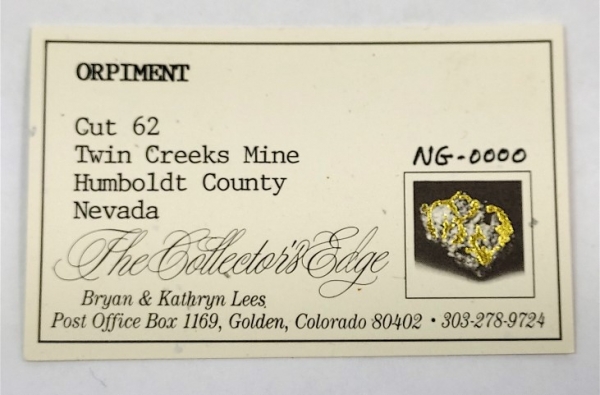 ORPIMENT
Cut 62
Twin Creeks Mine
Humboldt County
Nevada
NG-0000
The Collector's Edge
Bryan & Kathryn Lees
Post Office Box 1169, Golden, Colorado 80402 • 303-278-9724